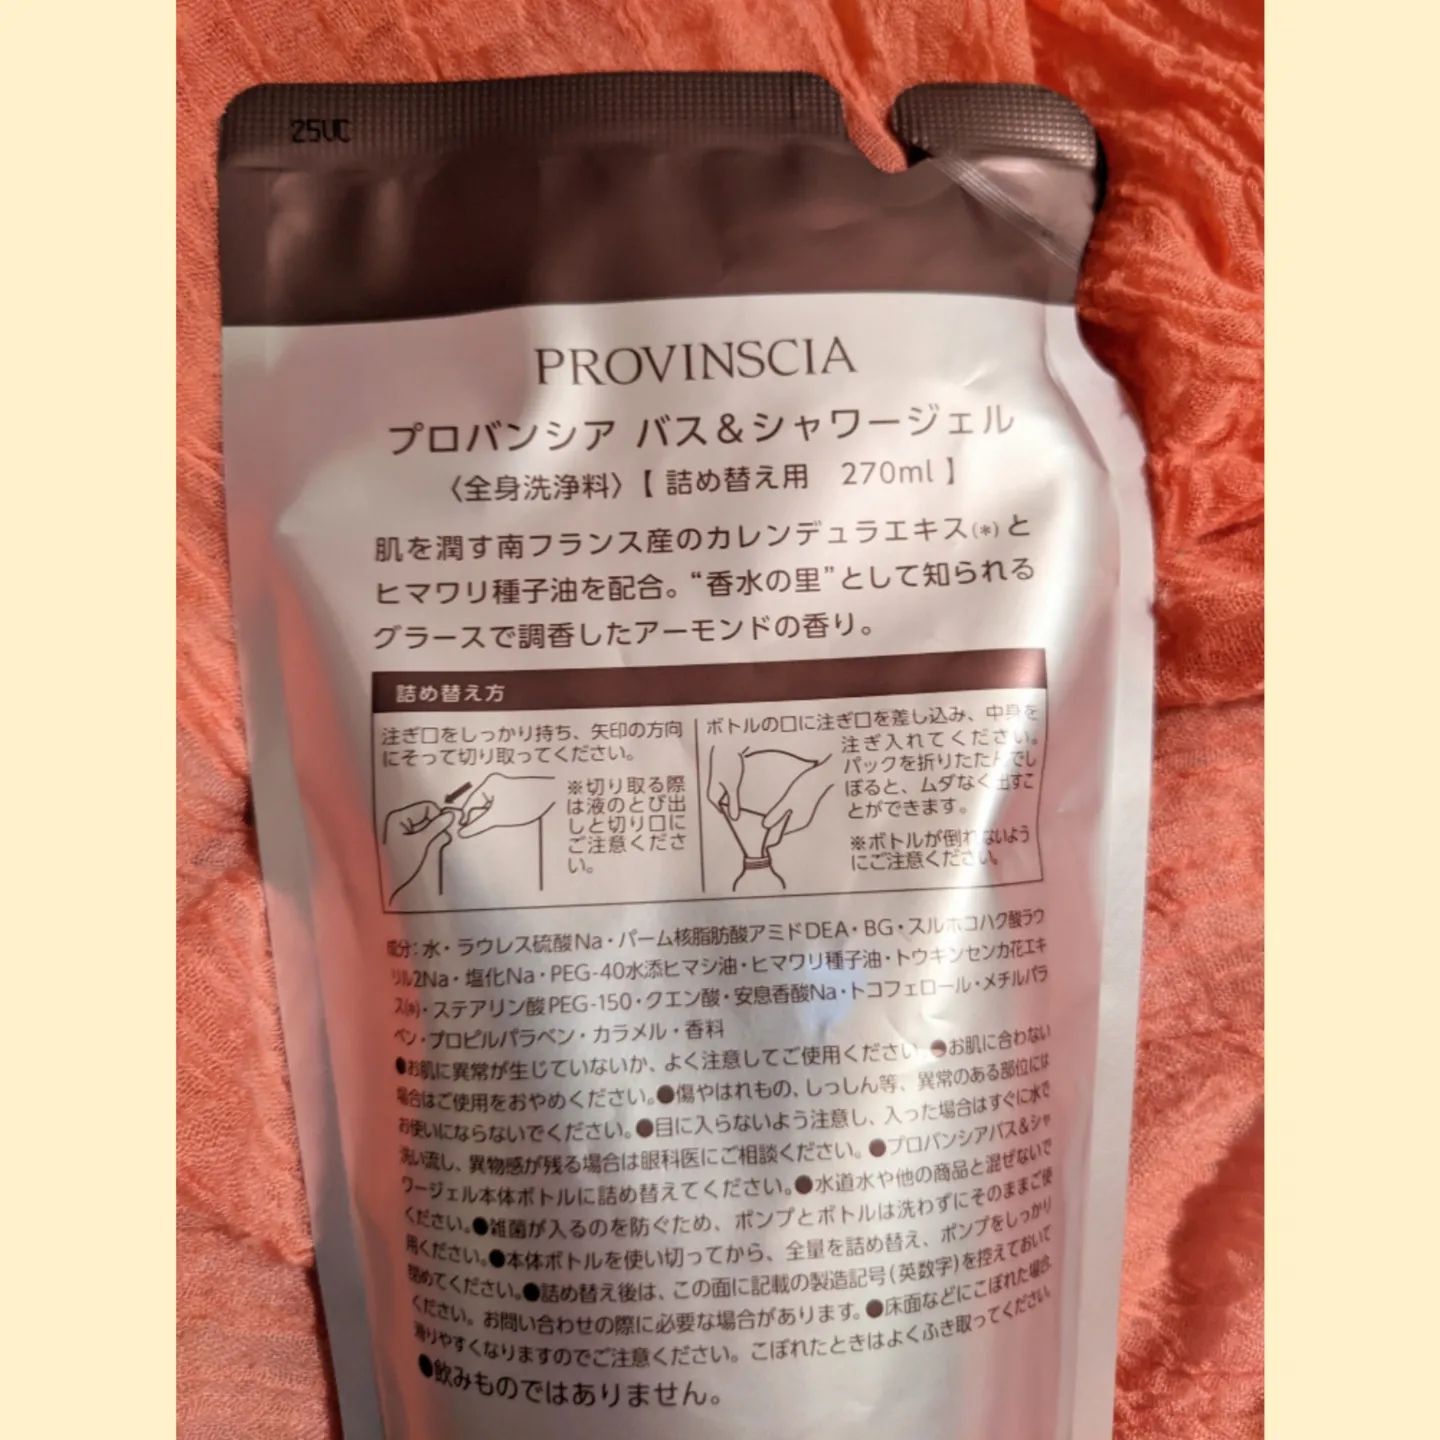 25VC
PROVINSCIA
プロバンシア バス&シャワージェル
〈全身洗浄料〉【 詰め替え用 270ml 】
肌を潤す南フランス産のカレンデュラエキス(*)と
ヒマワリ種子油を配合。“香水の里”として知られる
グラースで調香したアーモンドの香り。
詰め替え方
注ぎ口をしっかり持ち、矢印の方向
にそって切り取ってください。
※切り取る際
は液のとび出
しと切り口に
ご注意くださ
い。
ボトルの口に注ぎ口を差し込み、中身を
注ぎ入れてください。
パックを折りたたんでし
ぼると、ムダなく出すこ
とができます。
※ボトルが倒れないよう
にご注意ください。
成分：水・ラウレス硫酸Na・パーム核脂肪酸アミドDEA・BG・スルホコハク酸ラウ
リル2Na・塩化Na・PEG-40水添ヒマシ油・ヒマワリ種子油・トウキンセンカ花エキ
ス(*)・ステアリン酸PEG-150・クエン酸・安息香酸Na・トコフェロール・メチルパラ
ベン・プロピルパラベン・カラメル・香料
●お肌に異常が生じていないか、よく注意してご使用ください。●お肌に合わない
場合はご使用をおやめください。●傷やはれもの、しっしん等、異常のある部位には
お使いにならないでください。●目に入らないよう注意し、入った場合はすぐに水で
洗い流し、異物感が残る場合は眼科医にご相談ください。●プロバンシアバス&シャ
ワージェル本体ボトルに詰め替えてください。●水道水や他の商品と混ぜないで
ください。●雑菌が入るのを防ぐため、ポンプとボトルは洗わずにそのままご使
用ください。●本体ボトルを使い切ってから、全量を詰め替え、ポンプをしっかり
閉めてください。●詰め替え後は、この面に記載の製造記号(英数字)を控えておいて
ください。お問い合わせの際に必要な場合があります。●床面などにこぼれた場合、
滑りやすくなりますのでご注意ください。こぼれたときはよくふき取ってください。
●飲みものではありません。